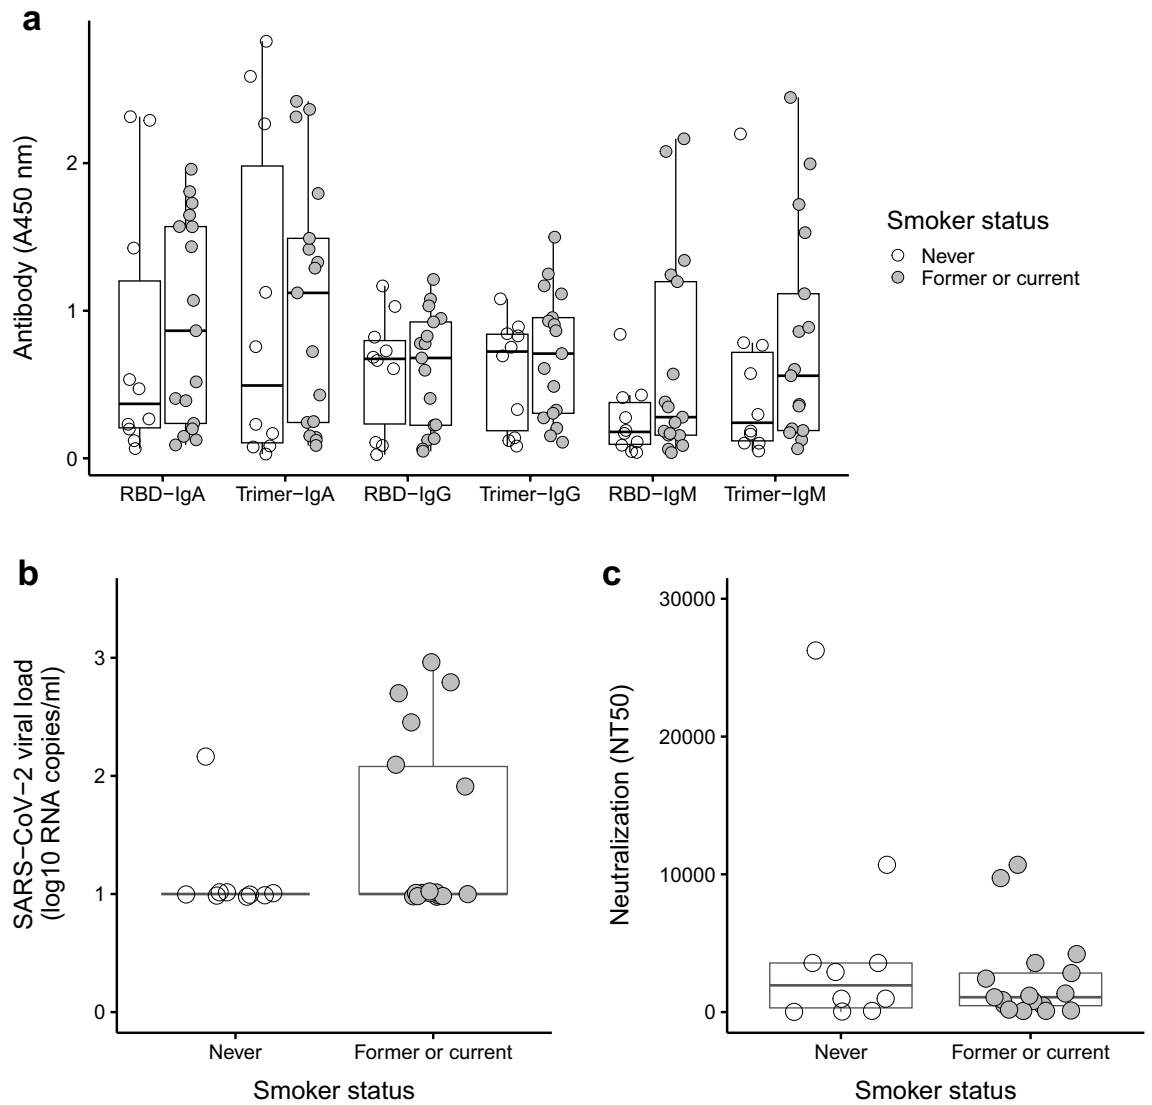 a
Antibody (A450 nm)
2
1
0
RBD−IgA
Trimer−IgA
RBD−IgG
Trimer−IgG
RBD−IgM
Trimer−IgM
Smoker status
Never
Former or current
b
SARS−CoV−2 viral load
(log10 RNA copies/ml)
3
2
1
0
Never
Former or current
Smoker status
c
Neutralization (NT50)
30000
20000
10000
0
Never
Former or current
Smoker status